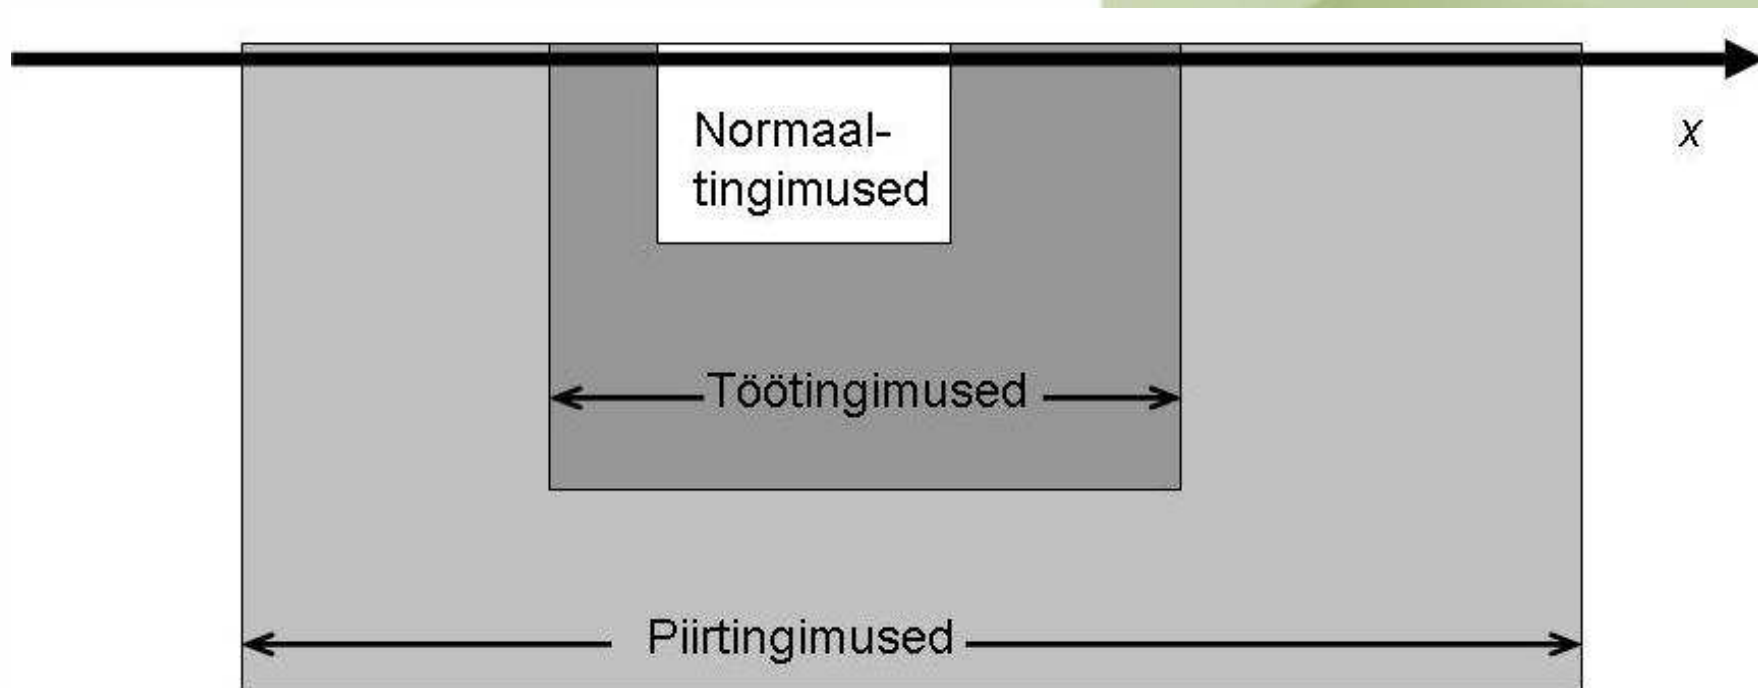 Normaal-
tingimused
x
Töötingimused
Piirtingimused